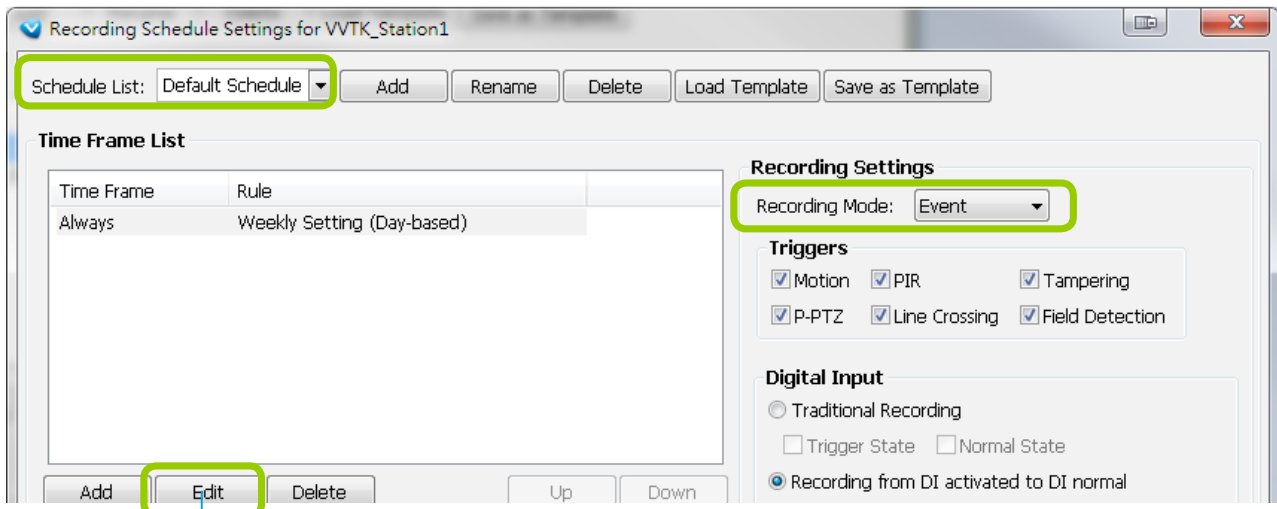 Recording Schedule Settings for VVTK_Station1
Schedule List: Default Schedule Add Rename Delete Load Template Save as Template
Time Frame List
Time Frame Rule
Always Weekly Setting (Day-based)
Add Edit Delete Up Down
Recording Settings
Recording Mode: Event
Triggers
Motion PIR Tampering
P-PTZ Line Crossing Field Detection
Digital Input
Traditional Recording
Trigger State Normal State
Recording from DI activated to DI normal